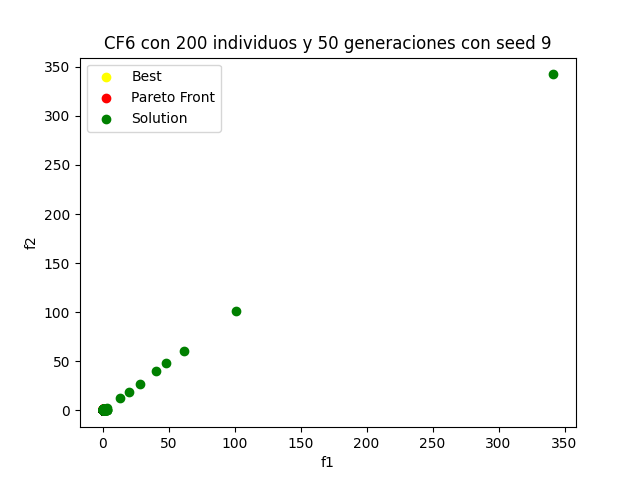 CF6 con 200 individuos y 50 generaciones con seed 9
350
300
250
200
150
100
50
0
f2
Best
Pareto Front
Solution
0 50 100 150 200 250 300 350
f1